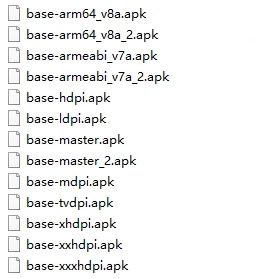 base-arm64_v8a.apk
base-arm64_v8a_2.apk
base-armeabi_v7a.apk
base-armeabi_v7a_2.apk
base-hdpi.apk
base-ldpi.apk
base-master.apk
base-master_2.apk
base-mdpi.apk
base-tvdpi.apk
base-xhdpi.apk
base-xxhdpi.apk
base-xxxhdpi.apk